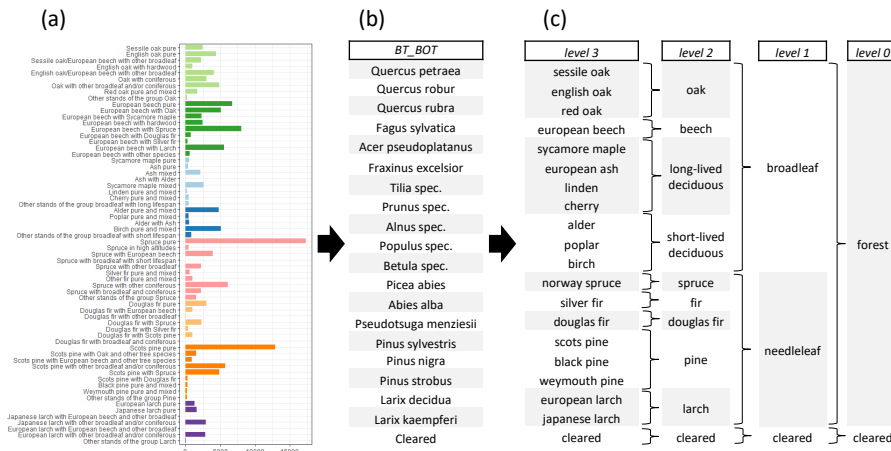 (a)
(b)
(c)
Sessile oak pure
English oak pure
Sessile oak/European beech with other broadleaf
English oak with hardwood
English oak/European beech with other broadleaf
Oak with coniferous
Oak with other broadleaf and/or coniferous
Red oak pure and mixed
Other stands of the group Oak
European beech pure
European beech with Oak
European beech with Sycamore maple
European beech with hardwood
European beech with Spruce
European beech with Douglas fir
European beech with Silver fir
European beech with Larch
European beech with other species
Sycamore maple pure
Ash pure
Ash mixed
Ash with Alder
Sycamore maple mixed
Linden pure and mixed
Cherry pure and mixed
Other stands of the group broadleaf with long lifespan
Alder pure and mixed
Poplar pure and mixed
Alder with Ash
Birch pure and mixed
Other stands of the group broadleaf with short lifespan
Spruce pure
Spruce in high altitudes
Spruce with European beech
Spruce with broadleaf with short lifespan
Spruce with other broadleaf
Silver fir pure and mixed
Other fir pure and mixed
Spruce with other coniferous
Spruce with broadleaf and coniferous
Other stands of the group Spruce
Douglas fir pure
Douglas fir with European beech
Douglas fir with other broadleaf
Douglas fir with Spruce
Douglas fir with Silver fir
Douglas fir with Scots pine
Douglas fir with broadleaf and coniferous
Scots pine pure
Scots pine with Oak and other tree species
Scots pine with European beech and other tree species
Scots pine with other broadleaf and/or coniferous
Scots pine with Spruce
Scots pine with Douglas fir
Black pine pure and mixed
Weymouth pine pure and mixed
Other stands of the group Pine
European larch pure
Japanese larch pure
Japanese larch with European beech and other broadleaf
Japanese larch with other broadleaf and/or coniferous
European larch with European beech and other broadleaf
European larch with other broadleaf and/or coniferous
Other stands of the group Larch
0 5000 10000 15000
BT_BOT
Quercus petraea
Quercus robur
Quercus rubra
Fagus sylvatica
Acer pseudoplatanus
Fraxinus excelsior
Tilia spec.
Prunus spec.
Alnus spec.
Populus spec.
Betula spec.
Picea abies
Abies alba
Pseudotsuga menziesii
Pinus sylvestris
Pinus nigra
Pinus strobus
Larix decidua
Larix kaempferi
Cleared
level 3
sessile oak
english oak
red oak
european beech
sycamore maple
european ash
linden
cherry
alder
poplar
birch
norway spruce
silver fir
douglas fir
scots pine
black pine
weymouth pine
european larch
japanese larch
cleared
level 2
oak
beech
long-lived
deciduous
short-lived
deciduous
spruce
fir
douglas fir
pine
larch
cleared
level 1
broadleaf
needleleaf
cleared
level 0
forest
cleared